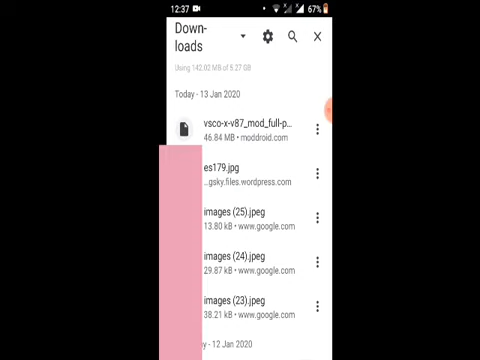 12:37
67%
Down-
loads
Using 142.02 MB of 5.27 GB
Today - 13 Jan 2020
vsco-x-v87_mod_full-p...
46.84 MB • moddroid.com
es179.jpg
...gsky.files.wordpress.com
images (25).jpeg
13.80 kB • www.google.com
images (24).jpeg
29.87 kB • www.google.com
images (23).jpeg
38.21 kB • www.google.com
y - 12 Jan 2020